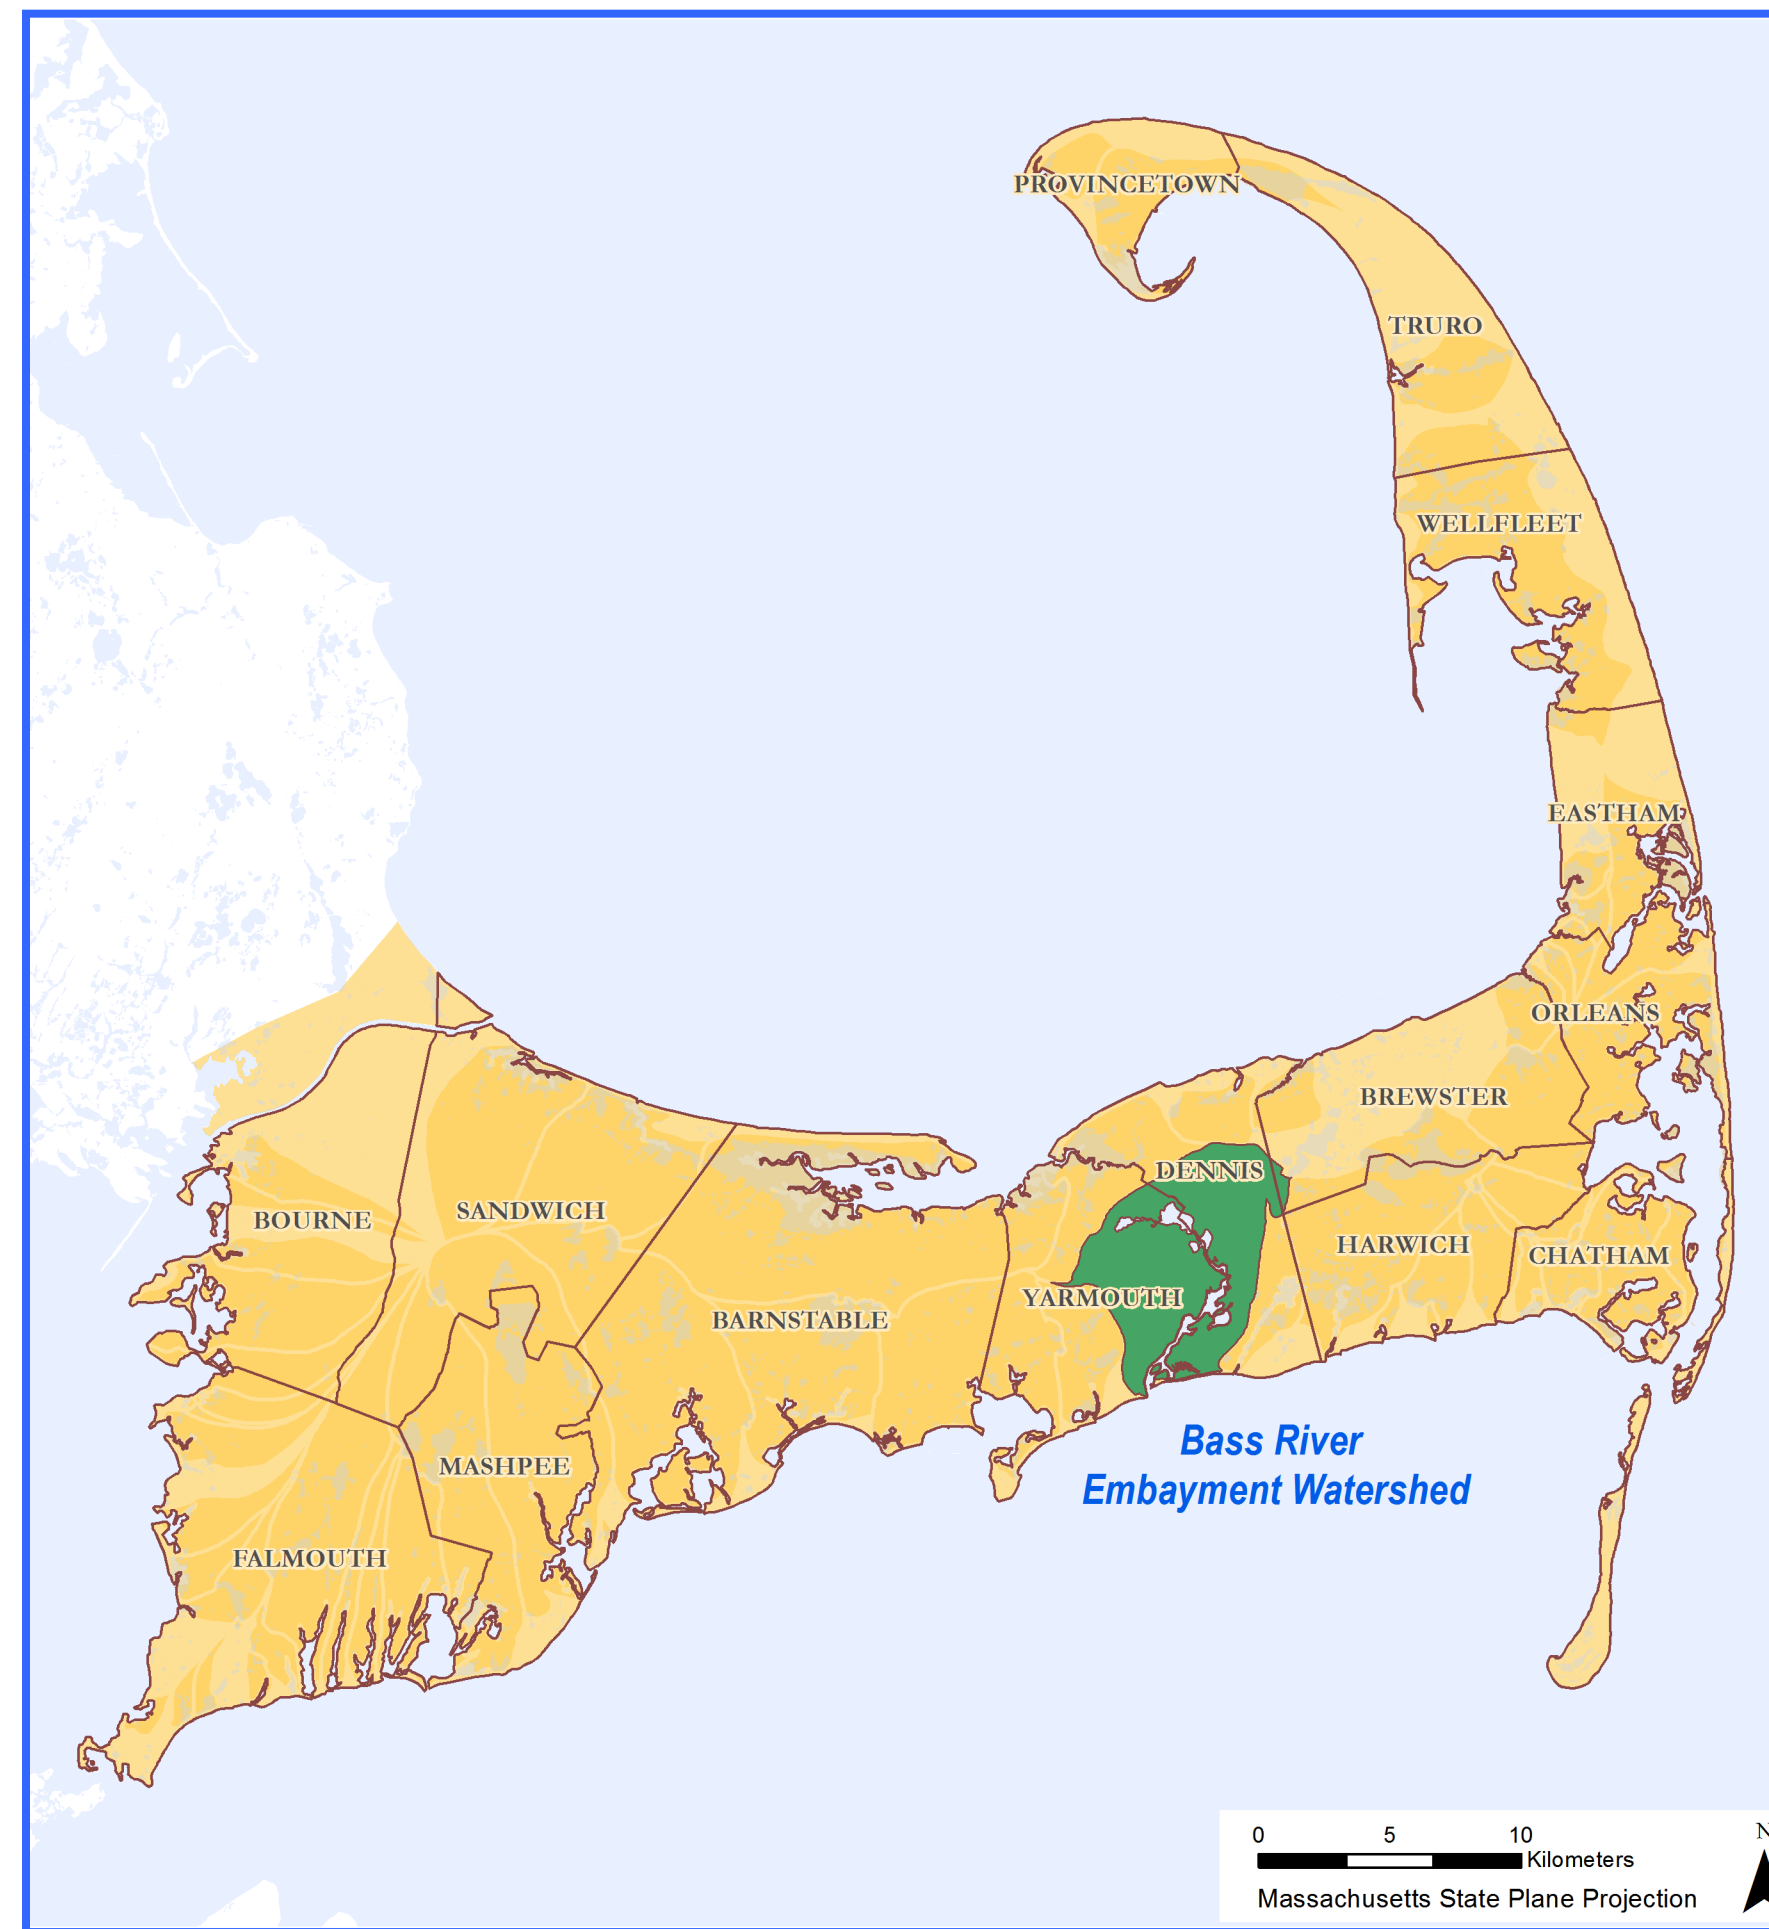 PROVINCETOWN
TRURO
WELLFLEET
EASTHAM
ORLEANS
BREWSTER
DENNIS
SANDWICH
BOURNE
HARWICH
CHATHAM
YARMOUTH
BARNSTABLE
Bass River
Embayment Watershed
MASHPEE
FALMOUTH
0 5 10
Kilometers
N
Massachusetts State Plane Projection